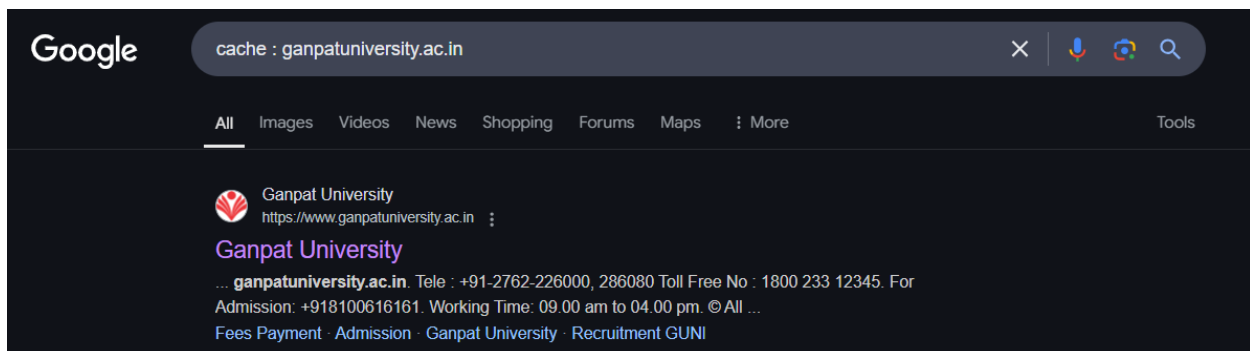 Google
cache : ganpatuniversity.ac.in
All Images Videos News Shopping Forums Maps More Tools
Ganpat University
https://www.ganpatuniversity.ac.in
Ganpat University
... ganpatuniversity.ac.in. Tele : +91-2762-226000, 286080 Toll Free No : 1800 233 12345. For
Admission: +918100616161. Working Time: 09.00 am to 04.00 pm. © All ...
Fees Payment · Admission · Ganpat University · Recruitment GUNI